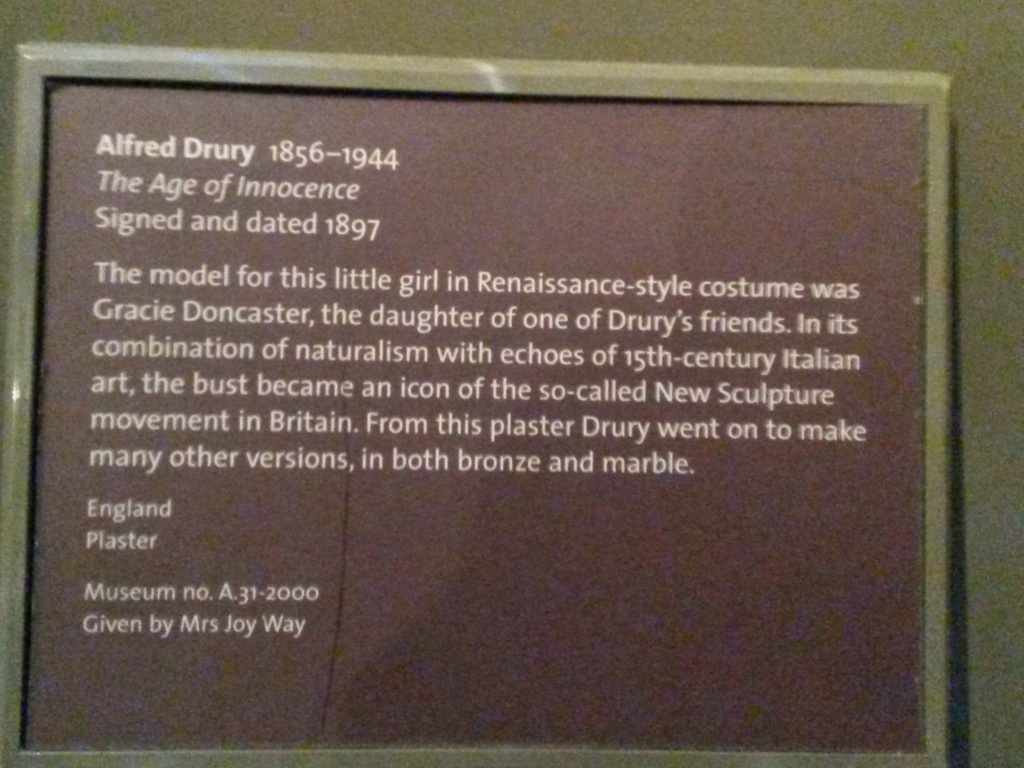 Alfred Drury 1856–1944
The Age of Innocence
Signed and dated 1897
The model for this little girl in Renaissance-style costume was
Gracie Doncaster, the daughter of one of Drury's friends. In its
combination of naturalism with echoes of 15th-century Italian
art, the bust became an icon of the so-called New Sculpture
movement in Britain. From this plaster Drury went on to make
many other versions, in both bronze and marble.
England
Plaster
Museum no. A.31-2000
Given by Mrs Joy Way